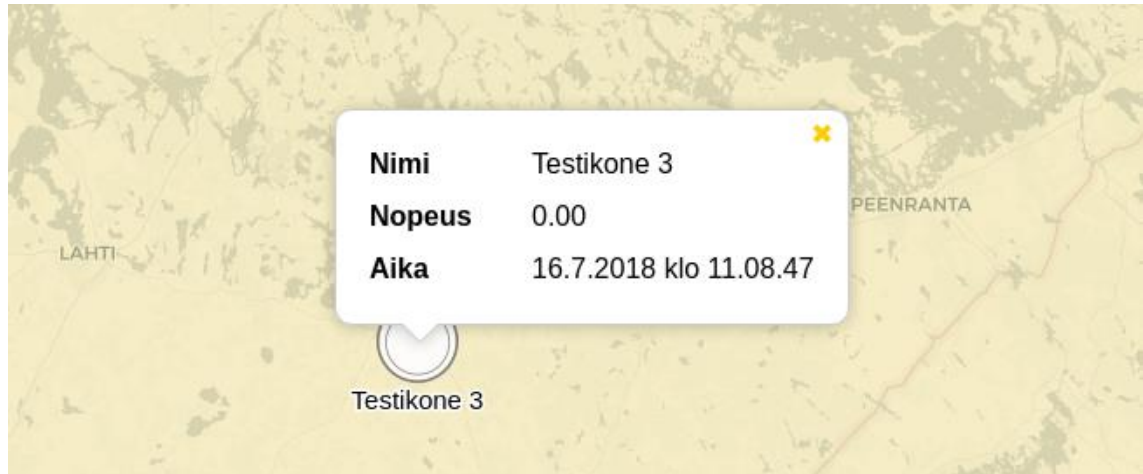 Nimi Testikone 3
Nopeus 0.00
PEENRANTA
LAHTI
Aika 16.7.2018 klo 11.08.47
Testikone 3